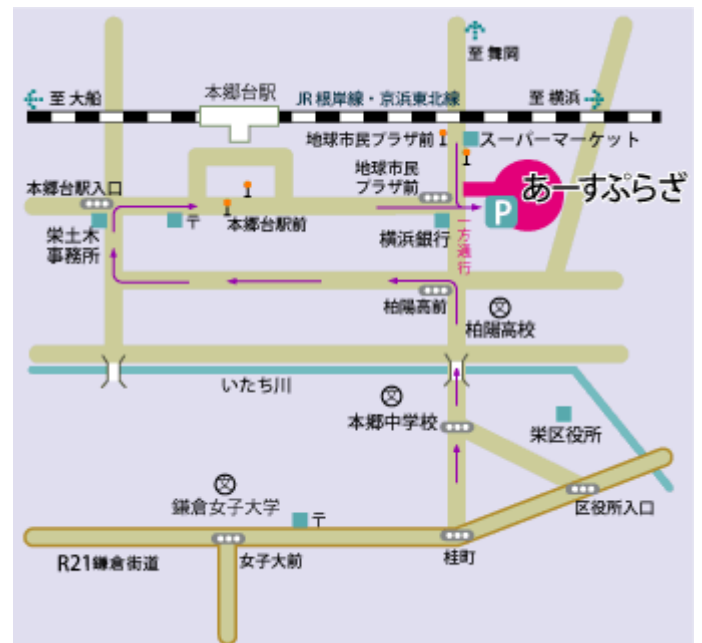 至 舞岡
至 大船
本郷台駅
JR 根岸線・京浜東北線
至 横浜
地球市民プラザ前
スーパーマーケット
地球市民
プラザ前
本郷台駅入口
あーすぷらざ
P
〒
本郷台駅前
栄土木
事務所
横浜銀行
一方通行
柏陽高前
文
柏陽高校
いたち川
文
本郷中学校
栄区役所
文
鎌倉女子大学
〒
区役所入口
R21鎌倉街道
女子大前
桂町